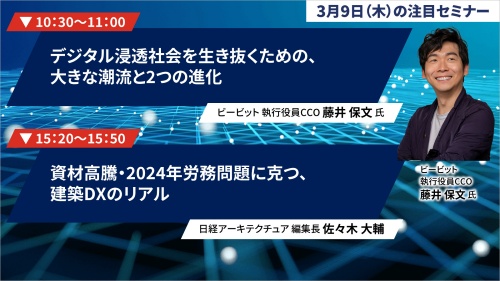 3月9日(木)の注目セミナー
▼10:30～11:00
デジタル浸透社会を生き抜くための、
大きな潮流と2つの進化
ビービット 執行役員CCO 藤井 保文 氏
ビービット
執行役員CCO
藤井 保文 氏
▼15:20～15:50
資材高騰・2024年労務問題に克つ、
建築DXのリアル
日経アーキテクチュア 編集長 佐々木 大輔